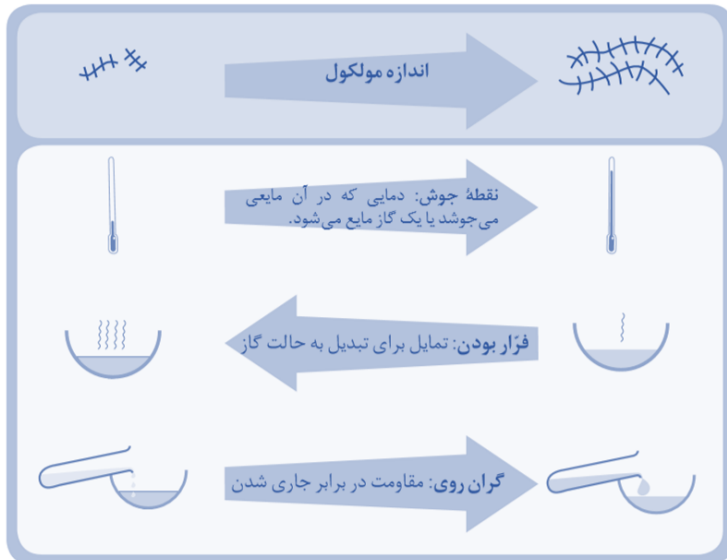 اندازه مولکول
نقطهٔ جوش: دمایی که در آن مایعی
می‌جوشد یا یک گاز مایع می‌شود.
فرّار بودن: تمایل برای تبدیل به حالت گاز
گران روی: مقاومت در برابر جاری شدن